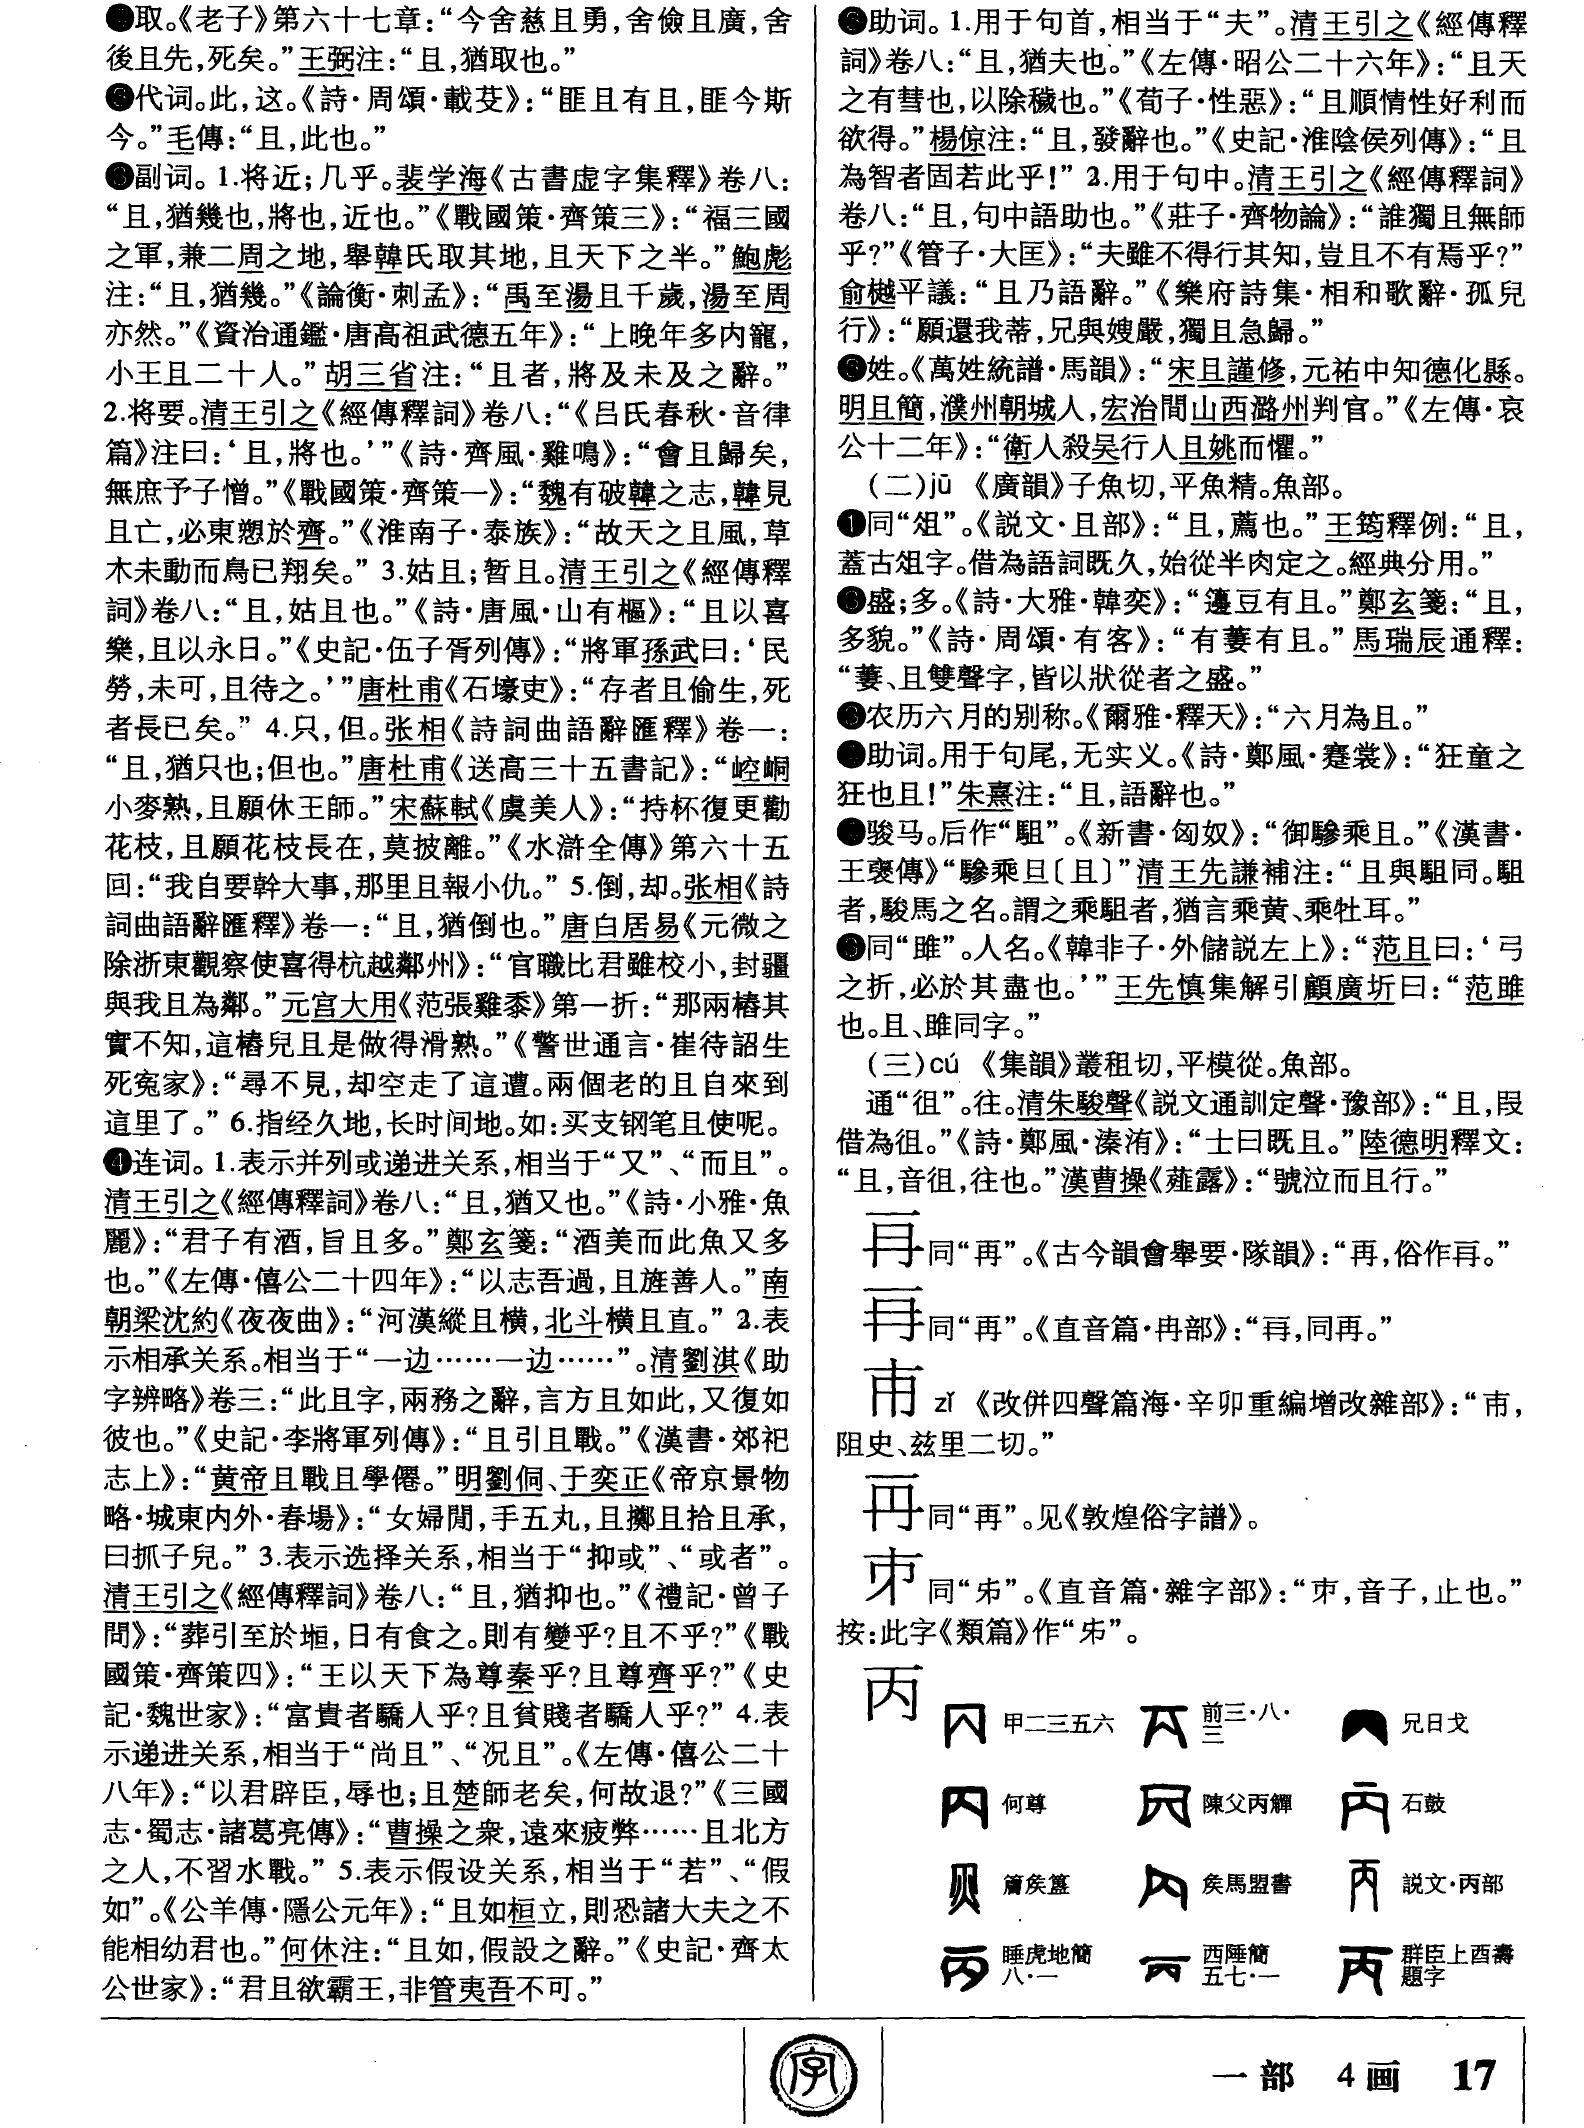 取。《老子》第六十七章：“今舍慈且勇，舍儉且廣，舍
後且先，死矣。”王弼注：“且，猶取也。”
代词。此，这。《詩·周頌·載芟》：“匪且有且，匪今斯
今。”毛傳：“且，此也。”
副词。1.将近；几乎。裴学海《古書虚字集釋》卷八：
“且，猶幾也，將也，近也。”《戰國策·齊策三》：“福三國
之軍，兼二周之地，舉韓氏取其地，且天下之半。”鮑彪
注：“且，猶幾。”《論衡·刺孟》：“禹至湯且千歲，湯至周
亦然。”《資治通鑑·唐高祖武德五年》：“上晚年多内寵，
小王且二十人。”胡三省注：“且者，將及未及之辭。”
2.将要。清王引之《經傳釋詞》卷八：“《吕氏春秋·音律
篇》注曰：‘且，將也。’”《詩·齊風·雞鳴》：“會且歸矣，
無庶予子憎。”《戰國策·齊策一》：“魏有破韓之志，韓見
且亡，必東愬於齊。”《淮南子·泰族》：“故天之且風，草
木未動而鳥已翔矣。” 3.姑且；暂且。清王引之《經傳釋
詞》卷八：“且，姑且也。”《詩·唐風·山有樞》：“且以喜
樂，且以永日。”《史記·伍子胥列傳》：“將軍孫武曰：‘民
勞，未可，且待之。’”唐杜甫《石壕吏》：“存者且偷生，死
者長已矣。” 4.只，但。张相《詩詞曲語辭匯釋》卷一：
“且，猶只也；但也。”唐杜甫《送高三十五書記》：“崆峒
小麥熟，且願休王師。”宋蘇軾《虞美人》：“持杯復更勸
花枝，且願花枝長在，莫披離。”《水滸全傳》第六十五
回：“我自要幹大事，那里且報小仇。” 5.倒，却。张相《詩
詞曲語辭匯釋》卷一：“且，猶倒也。”唐白居易《元微之
除浙東觀察使喜得杭越鄰州》：“官職比君雖校小，封疆
與我且為鄰。”元宫大用《范張雞黍》第一折：“那兩樁其
實不知，這樁兒且是做得滑熟。”《警世通言·崔待詔生
死冤家》：“尋不見，却空走了這遭。兩個老的且自來到
這里了。” 6.指经久地，长时间地。如：买支钢笔且使呢。
❹连词。1.表示并列或递进关系，相当于“又”、“而且”。
清王引之《經傳釋詞》卷八：“且，猶又也。”《詩·小雅·魚
麗》：“君子有酒，旨且多。”鄭玄箋：“酒美而此魚又多
也。”《左傳·僖公二十四年》：“以志吾過，且旌善人。”南
朝梁沈約《夜夜曲》：“河漢縱且横，北斗横且直。” 2.表
示相承关系。相当于“一边……一边……”。清劉淇《助
字辨略》卷三：“此且字，兩務之辭，言方且如此，又復如
彼也。”《史記·李將軍列傳》：“且引且戰。”《漢書·郊祀
志上》：“黄帝且戰且學僊。”明劉侗、于奕正《帝京景物
略·城東内外·春場》：“女婦閒，手五丸，且擲且拾且承，
曰抓子兒。” 3.表示选择关系，相当于“抑或”、“或者”。
清王引之《經傳釋詞》卷八：“且，猶抑也。”《禮記·曾子
問》：“葬引至於堩，日有食之。則有變乎？且不乎？”《戰
國策·齊策四》：“王以天下為尊秦乎？且尊齊乎？”《史
記·魏世家》：“富貴者驕人乎？且貧賤者驕人乎？” 4.表
示递进关系，相当于“尚且”、“况且”。《左傳·僖公二十
八年》：“以君辟臣，辱也；且楚師老矣，何故退？”《三國
志·蜀志·諸葛亮傳》：“曹操之衆，遠來疲弊……且北方
之人，不習水戰。” 5.表示假设关系，相当于“若”、“假
如”。《公羊傳·隱公元年》：“且如桓立，則恐諸大夫之不
能相幼君也。”何休注：“且如，假設之辭。”《史記·齊太
公世家》：“君且欲霸王，非管夷吾不可。”
助词。1.用于句首，相当于“夫”。清王引之《經傳釋
詞》卷八：“且，猶夫也。”《左傳·昭公二十六年》：“且天
之有彗也，以除穢也。”《荀子·性惡》：“且順情性好利而
欲得。”楊倞注：“且，發辭也。”《史記·淮陰侯列傳》：“且
為智者固若此乎！” 2.用于句中。清王引之《經傳釋詞》
卷八：“且，句中語助也。”《莊子·齊物論》：“誰獨且無師
乎？”《管子·大匡》：“夫雖不得行其知，豈且不有焉乎？”
俞樾平議：“且乃語辭。”《樂府詩集·相和歌辭·孤兒
行》：“願還我蒂，兄與嫂嚴，獨且急歸。”
姓。《萬姓統譜·馬韻》：“宋且謹修，元祐中知德化縣。
明且簡，濮州朝城人，宏治間山西潞州判官。”《左傳·哀
公十二年》：“衛人殺吴行人且姚而懼。”
（二）jū 《廣韻》子魚切，平魚精。魚部。
❶同“俎”。《説文·且部》：“且，薦也。”王筠釋例：“且，
蓋古俎字。借為語詞既久，始從半肉定之。經典分用。”
盛；多。《詩·大雅·韓奕》：“籩豆有且。”鄭玄箋：“且，
多貌。”《詩·周頌·有客》：“有萋有且。”馬瑞辰通釋：
“萋、且雙聲字，皆以狀從者之盛。”
農历六月的别称。《爾雅·釋天》：“六月為且。”
助词。用于句尾，无实义。《詩·鄭風·蹇裳》：“狂童之
狂也且！”朱熹注：“且，語辭也。”
骏马。后作“駔”。《新書·匈奴》：“御驂乘且。”《漢書·
王褒傳》“驂乘旦〔且〕”清王先謙補注：“且與駔同。駔
者，駿馬之名。謂之乘駔者，猶言乘黄、乘牡耳。”
同“雎”。人名。《韓非子·外儲説左上》：“范且曰：‘弓
之折，必於其盡也。’”王先慎集解引顧廣圻曰：“范雎
也。且、雎同字。”
（三）cú 《集韻》叢租切，平模從。魚部。
通“徂”。往。清朱駿聲《説文通訓定聲·豫部》：“且，叚
借為徂。”《詩·鄭風·溱洧》：“士曰既且。”陸德明釋文：
“且，音徂，往也。”漢曹操《薤露》：“號泣而且行。”
同“再”。《古今韻會舉要·隊韻》：“再，俗作𠕅。”
同“再”。《直音篇·冉部》：“，同再。”
zǐ 《改併四聲篇海·辛卯重編增改雜部》：“，
阻史、兹里二切。”
同“再”。见《敦煌俗字譜》。
同“𠂔”。《直音篇·雜字部》：“，音子，止也。”
按：此字《類篇》作“𠂔”。
丙
甲二三五六 前三·八·三 兄日戈
何尊 陳父丙觶 石鼓
簠矦簋 矦馬盟書 説文·丙部
睡虎地簡八·一 西陲簡五七·一 群臣上酉壽題字
字
一部 4画 17